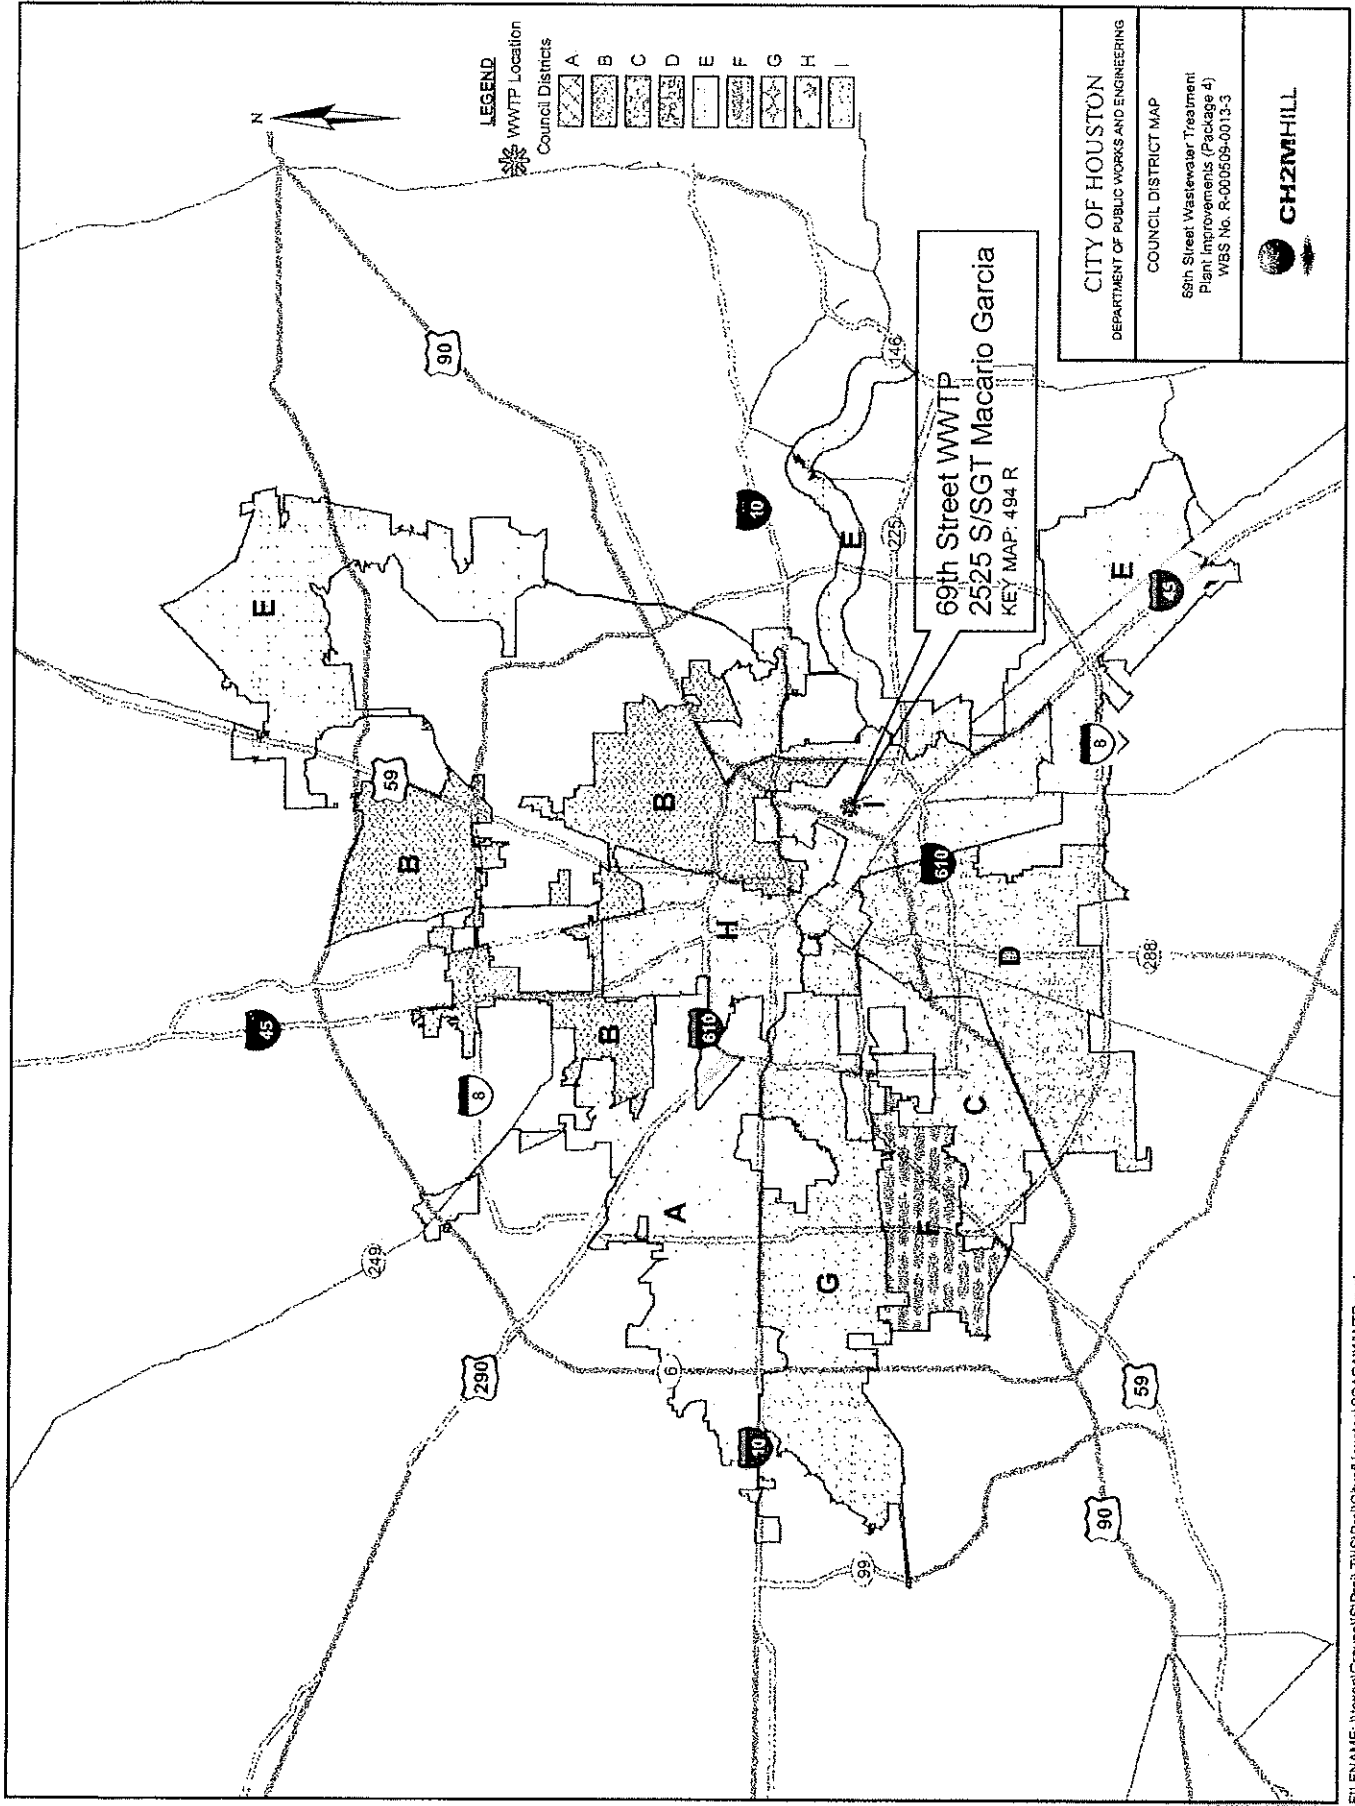 N
LEGEND
WWTP Location
Council Districts
A
B
C
D
E
F
G
H
I
59
E
90
45
B
8
249
290
B
B
10
H
610
A
6
10
E
69th Street WWTP
2525 S/SGT Macario Garcia
KEY MAP: 494 R
146
225
I
G
F
C
D
610
E
45
8
288
99
59
90
CITY OF HOUSTON
DEPARTMENT OF PUBLIC WORKS AND ENGINEERING
COUNCIL DISTRICT MAP
69th Street Wastewater Treatment
Plant Improvements (Package 4)
WBS No. R-000509-0013-3
CH2MHILL